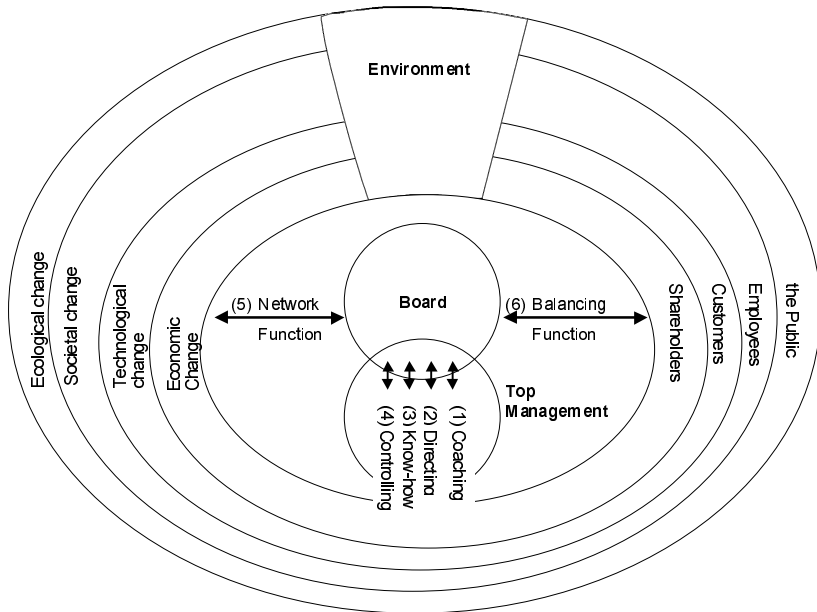 Environment
Ecological change
Societal change
Technological
change
Economic
Change
(5) Network
Function
Board
(6) Balancing
Function
Shareholders
Customers
Employees
the Public
Top
Management
(4) Controlling
(3) Know-how
(2) Directing
(1) Coaching